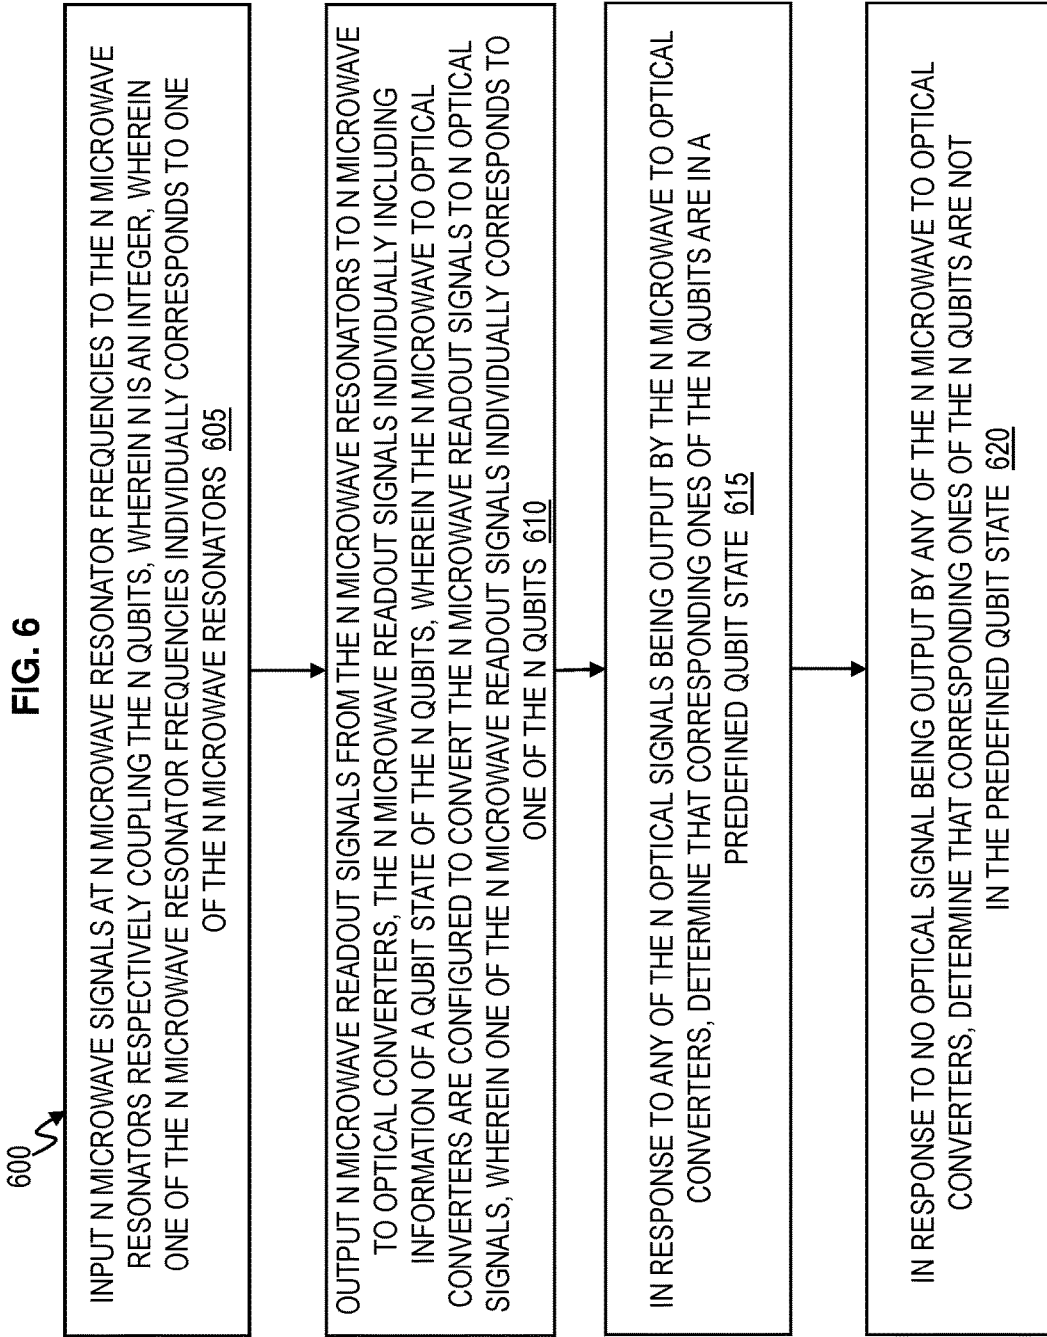 FIG. 6
600
INPUT N MICROWAVE SIGNALS AT N MICROWAVE RESONATOR FREQUENCIES TO THE N MICROWAVE
RESONATORS RESPECTIVELY COUPLING THE N QUBITS, WHEREIN N IS AN INTEGER, WHEREIN
ONE OF THE N MICROWAVE RESONATOR FREQUENCIES INDIVIDUALLY CORRESPONDS TO ONE
OF THE N MICROWAVE RESONATORS 605
OUTPUT N MICROWAVE READOUT SIGNALS FROM THE N MICROWAVE RESONATORS TO N MICROWAVE
TO OPTICAL CONVERTERS, THE N MICROWAVE READOUT SIGNALS INDIVIDUALLY INCLUDING
INFORMATION OF A QUBIT STATE OF THE N QUBITS, WHEREIN THE N MICROWAVE TO OPTICAL
CONVERTERS ARE CONFIGURED TO CONVERT THE N MICROWAVE READOUT SIGNALS TO N OPTICAL
SIGNALS, WHEREIN ONE OF THE N MICROWAVE READOUT SIGNALS INDIVIDUALLY CORRESPONDS TO
ONE OF THE N QUBITS 610
IN RESPONSE TO ANY OF THE N OPTICAL SIGNALS BEING OUTPUT BY THE N MICROWAVE TO OPTICAL
CONVERTERS, DETERMINE THAT CORRESPONDING ONES OF THE N QUBITS ARE IN A
PREDEFINED QUBIT STATE 615
IN RESPONSE TO NO OPTICAL SIGNAL BEING OUTPUT BY ANY OF THE N MICROWAVE TO OPTICAL
CONVERTERS, DETERMINE THAT CORRESPONDING ONES OF THE N QUBITS ARE NOT
IN THE PREDEFINED QUBIT STATE 620